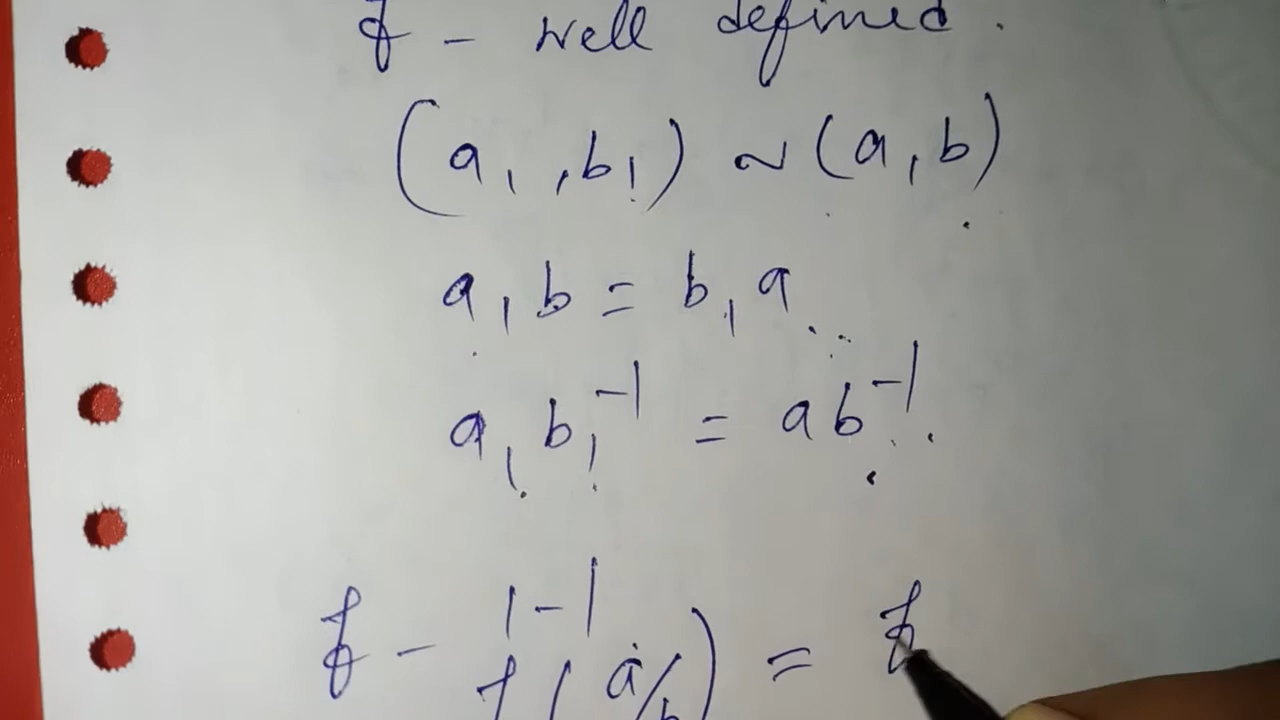 f - well defined.
(a₁, b₁) ~ (a, b)
a₁b = b₁a
a₁b₁⁻¹ = ab⁻¹
f - 1-1
f(a/b) = f